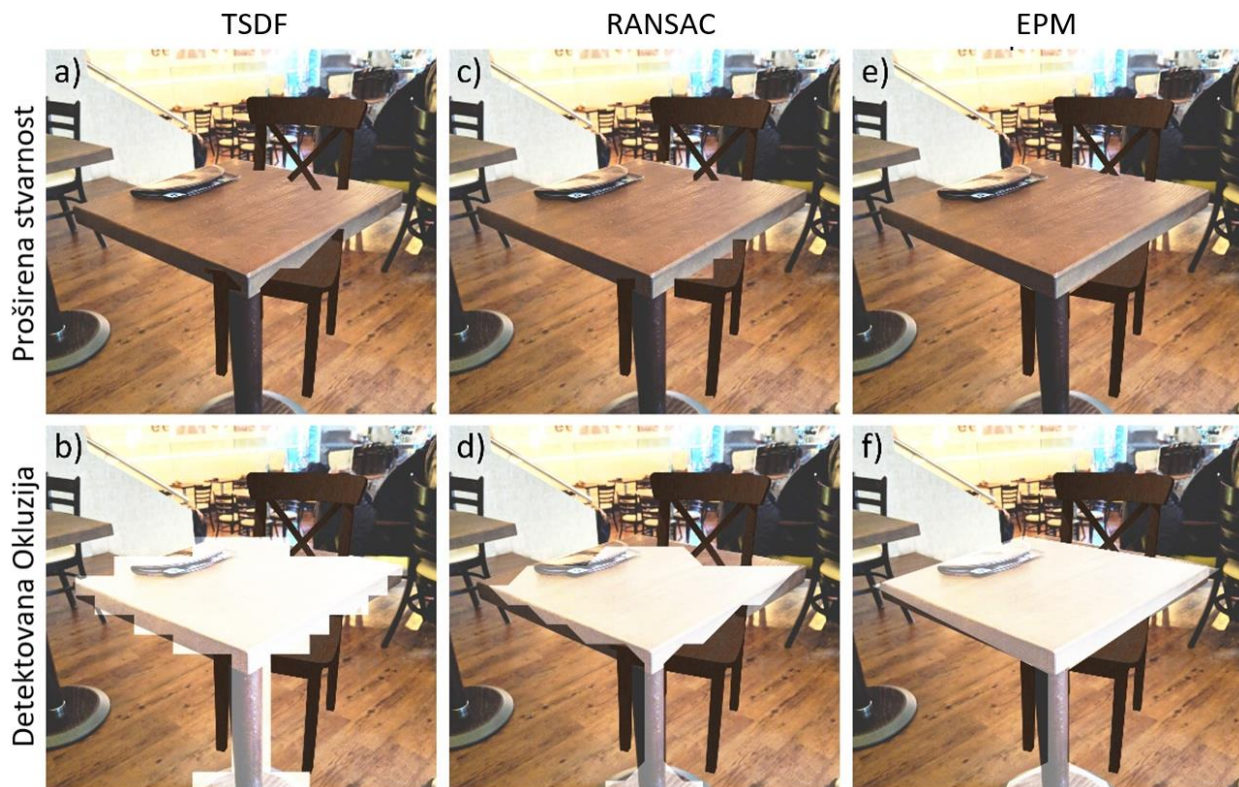 TSDF RANSAC EPM
a) c) e)
Proširena stvarnost
b) d) f)
Detektovana Okluzija